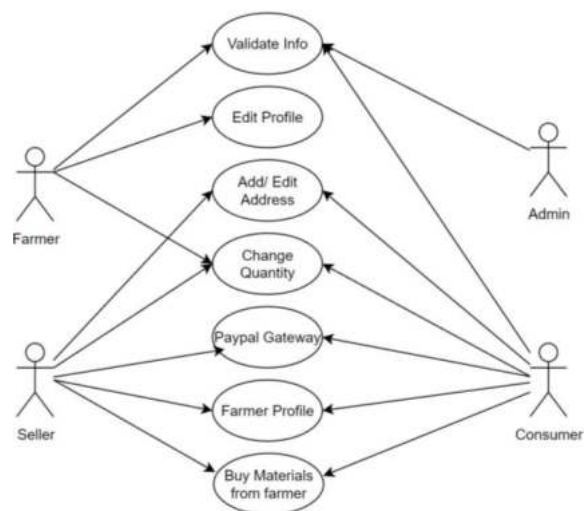 Validate Info
Edit Profile
Add/ Edit
Address
Farmer
Admin
Change
Quantity
Paypal Gateway
Seller
Farmer Profile
Consumer
Buy Materials
from farmer